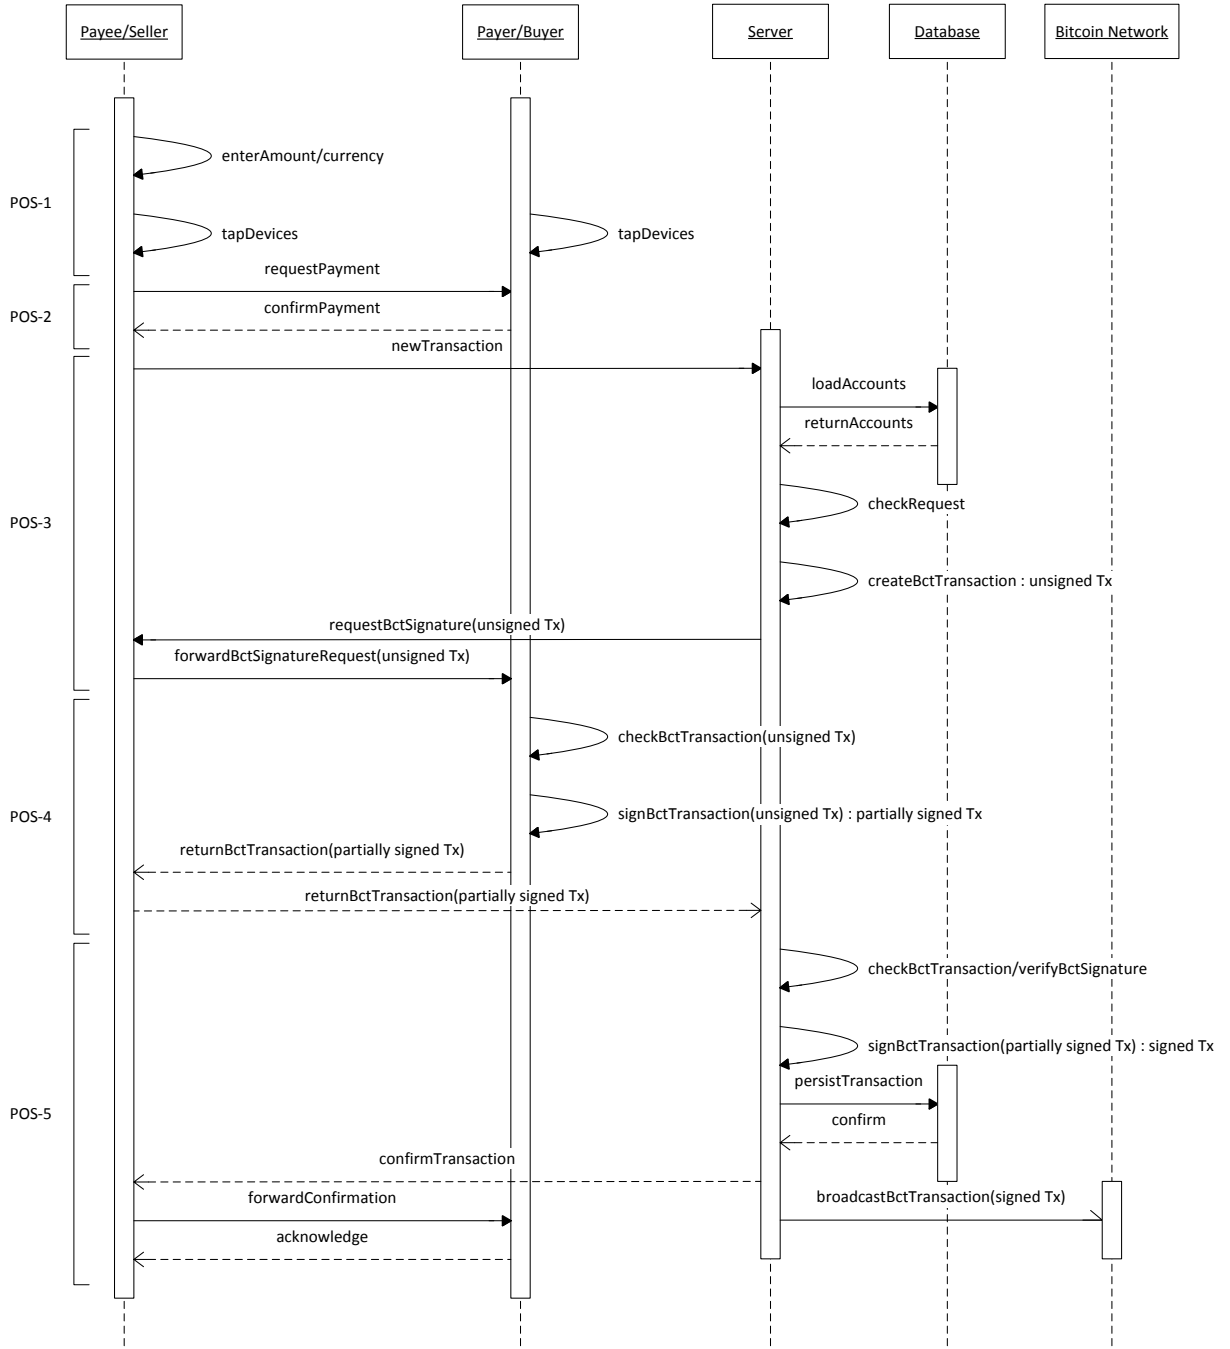 Payee/Seller
Payer/Buyer
Server
Database
Bitcoin Network
enterAmount/currency
POS-1
tapDevices
tapDevices
requestPayment
confirmPayment
POS-2
newTransaction
loadAccounts
returnAccounts
checkRequest
POS-3
createBctTransaction : unsigned Tx
requestBctSignature(unsigned Tx)
forwardBctSignatureRequest(unsigned Tx)
checkBctTransaction(unsigned Tx)
signBctTransaction(unsigned Tx) : partially signed Tx
POS-4
returnBctTransaction(partially signed Tx)
returnBctTransaction(partially signed Tx)
checkBctTransaction/verifyBctSignature
signBctTransaction(partially signed Tx) : signed Tx
persistTransaction
POS-5
confirm
confirmTransaction
forwardConfirmation
broadcastBctTransaction(signed Tx)
acknowledge